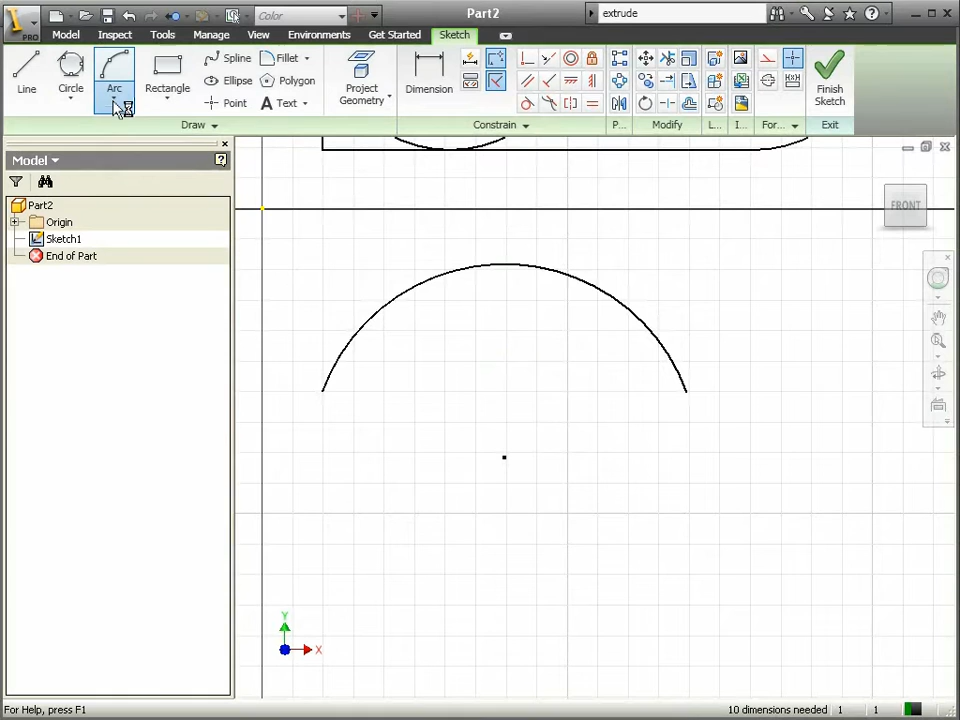 PRO
Color
Part2
extrude
Model
Inspect
Tools
Manage
View
Environments
Get Started
Sketch
Line
Circle
Arc
Rectangle
Spline
Ellipse
Point
Fillet
Polygon
Text
Project
Geometry
Dimension
Finish
Sketch
Draw
Constrain
P...
Modify
L...
I...
For...
Exit
Model
Part2
Origin
Sketch1
End of Part
FRONT
Y
X
For Help, press F1
10 dimensions needed
1
1